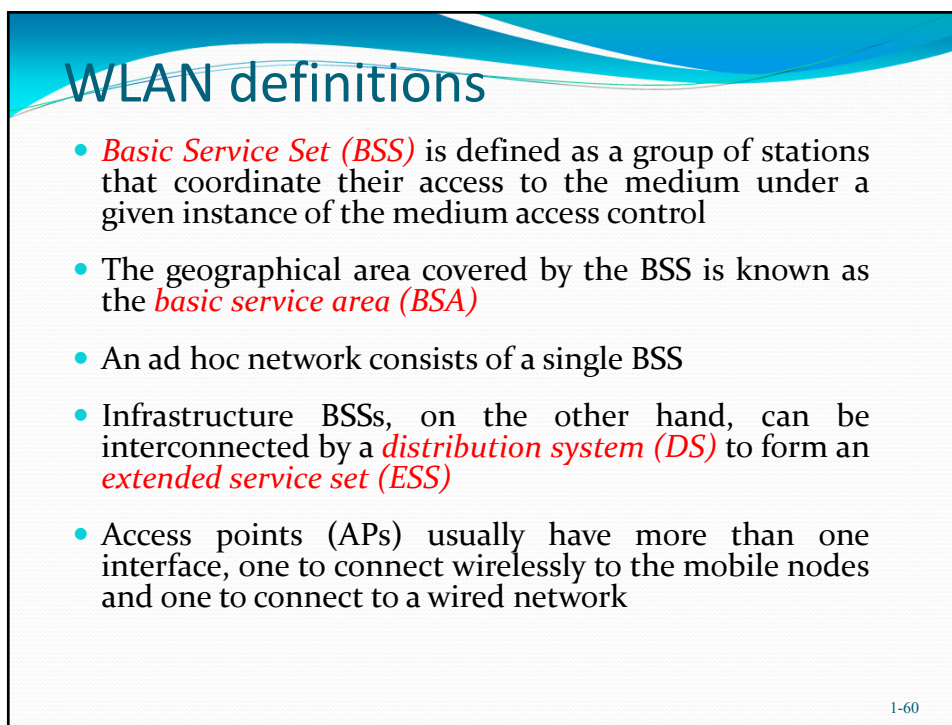 WLAN definitions
• Basic Service Set (BSS) is defined as a group of stations
that coordinate their access to the medium under a
given instance of the medium access control
• The geographical area covered by the BSS is known as
the basic service area (BSA)
• An ad hoc network consists of a single BSS
• Infrastructure BSSs, on the other hand, can be
interconnected by a distribution system (DS) to form an
extended service set (ESS)
• Access points (APs) usually have more than one
interface, one to connect wirelessly to the mobile nodes
and one to connect to a wired network
1-60